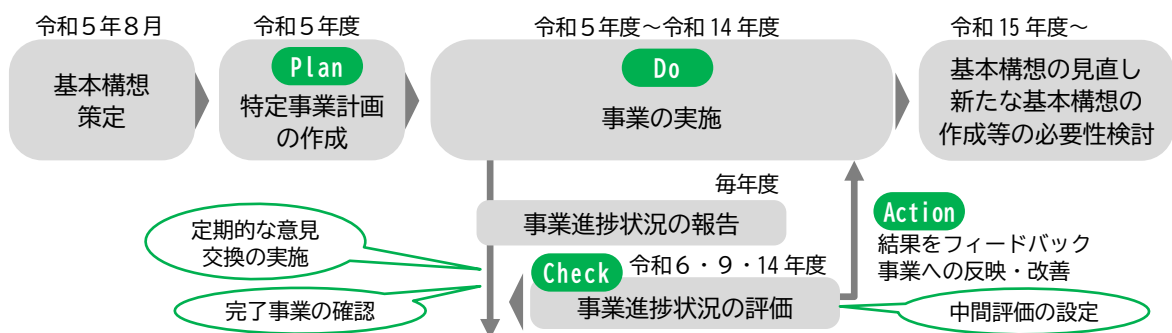 令和５年８月
基本構想
策定
令和５年度
Plan
特定事業計画
の作成
令和５年度～令和 14 年度
Do
事業の実施
令和 15 年度～
基本構想の見直し
新たな基本構想の
作成等の必要性検討
毎年度
事業進捗状況の報告
定期的な意見
交換の実施
完了事業の確認
Check
令和６・９・14 年度
事業進捗状況の評価
Action
結果をフィードバック
事業への反映・改善
中間評価の設定